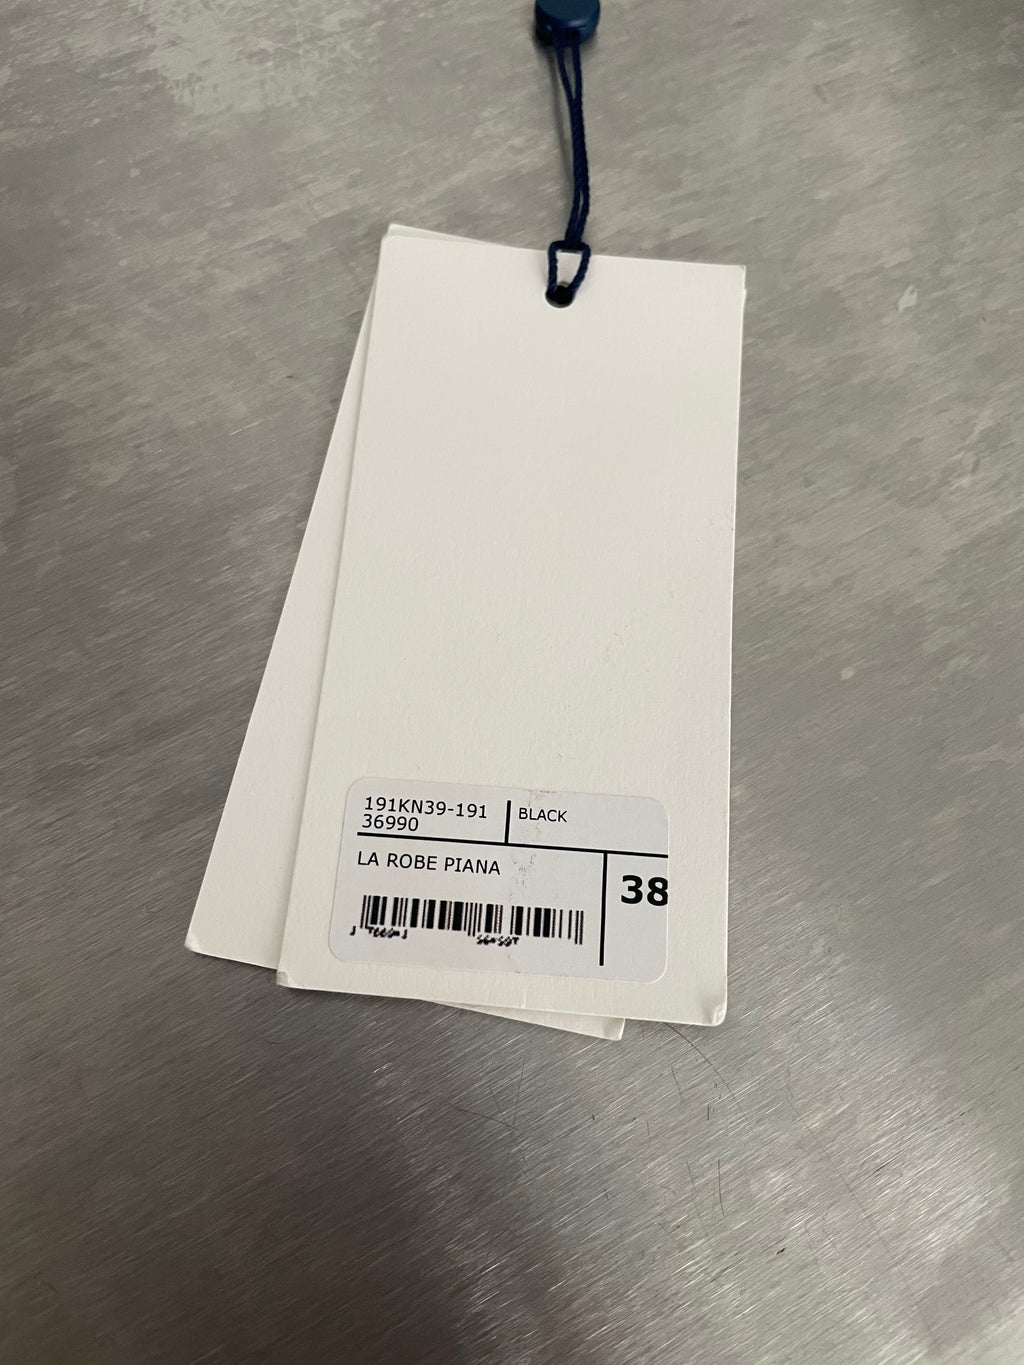 191KN39-191
36990
BLACK
LA ROBE PIANA
38